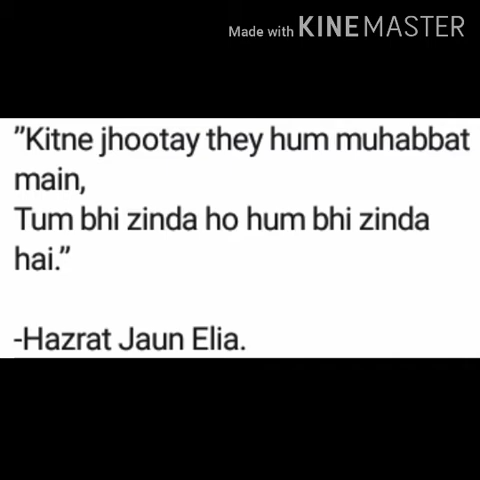 Made with KINEMASTER
"Kitne jhootay they hum muhabbat
main,
Tum bhi zinda ho hum bhi zinda
hai."
-Hazrat Jaun Elia.